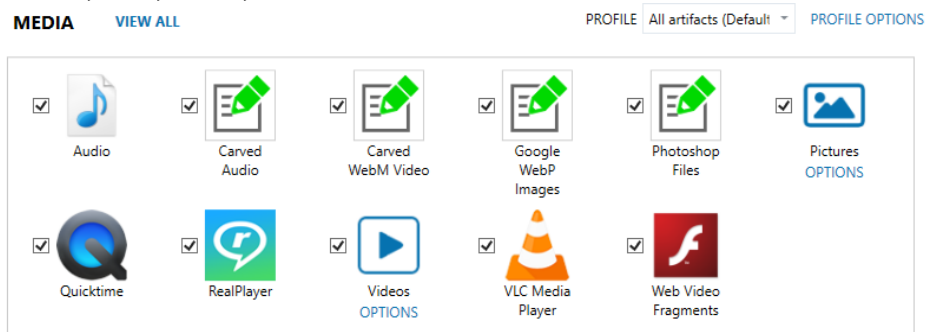 MEDIA VIEW ALL PROFILE All artifacts (Default PROFILE OPTIONS
Audio
Carved
Audio
Carved
WebM Video
Google
WebP
Images
Photoshop
Files
Pictures
OPTIONS
Quicktime
RealPlayer
Videos
OPTIONS
VLC Media
Player
Web Video
Fragments